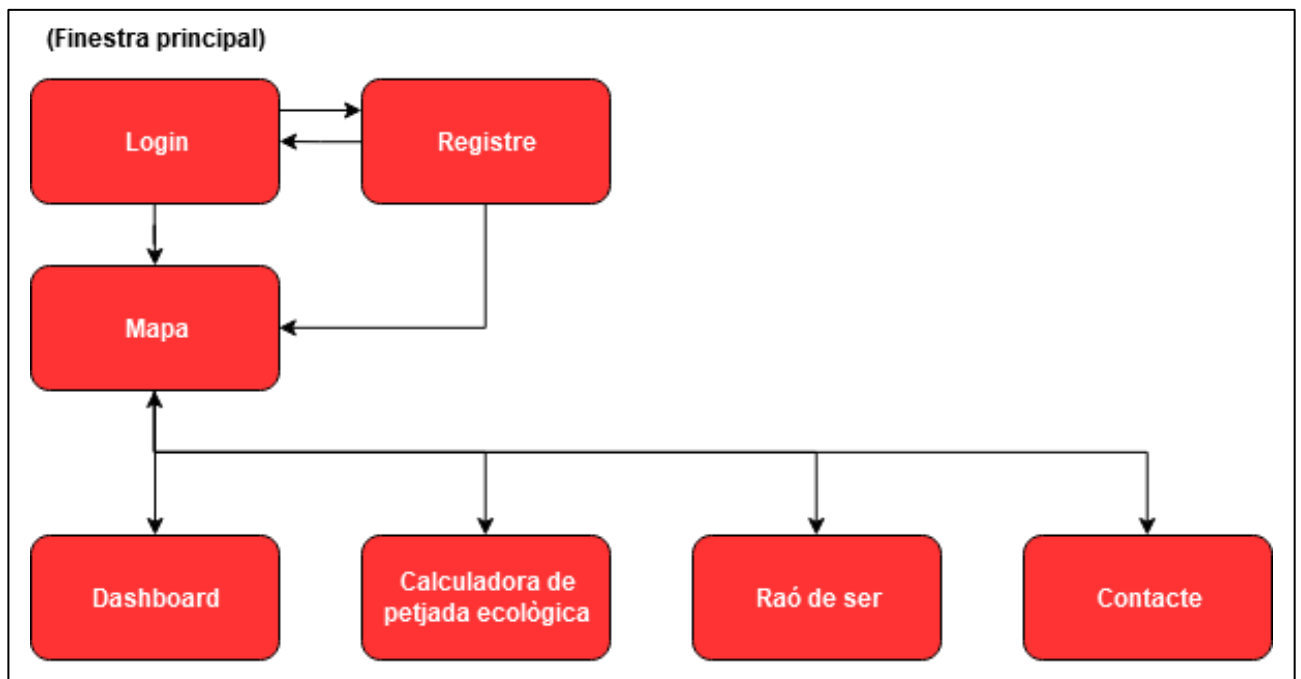 (Finestra principal)
Login
Registre
Mapa
Dashboard
Calculadora de
petjada ecològica
Raó de ser
Contacte